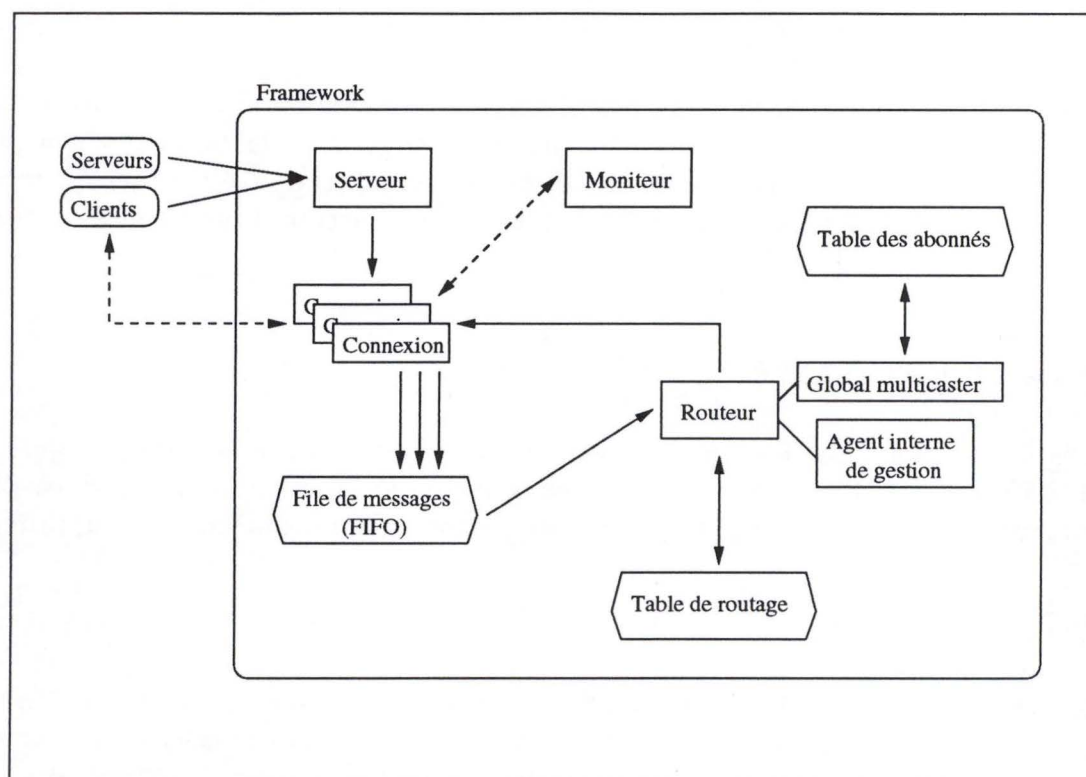 Framework
Serveurs
Clients
Serveur
Moniteur
Table des abonnés
Connexion
Global multicaster
Routeur
Agent interne
de gestion
File de messages
(FIFO)
Table de routage